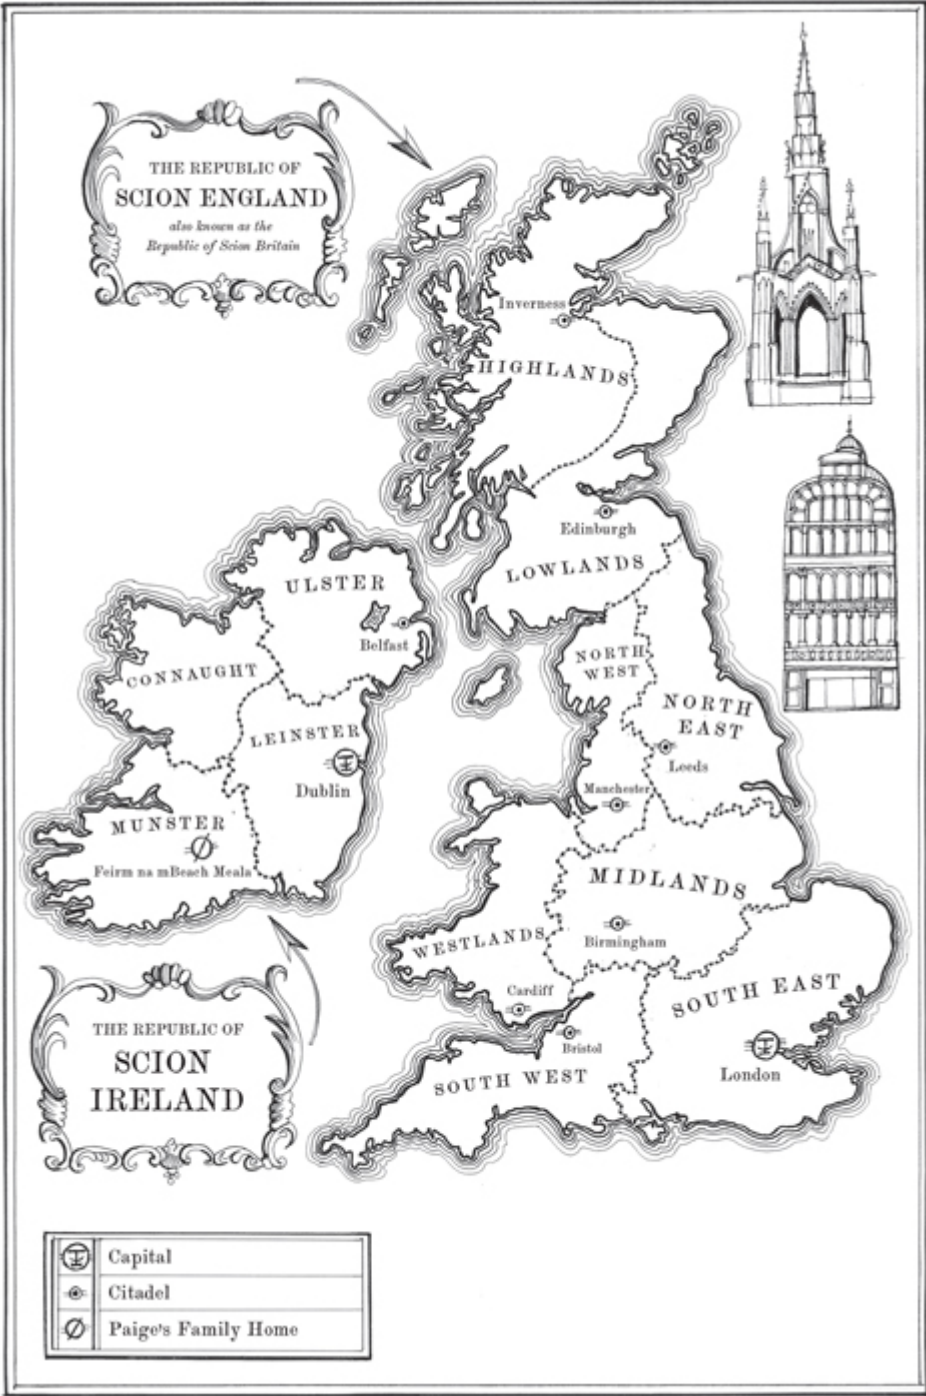 THE REPUBLIC OF
SCION ENGLAND
also known as the
Republic of Scion Britain
Inverness
HIGHLANDS
Edinburgh
LOWLANDS
ULSTER
Belfast
CONNAUGHT
NORTH
WEST
NORTH
EAST
LEINSTER
Leeds
Dublin
Manchester
MUNSTER
Feirm na mBeach Meala
MIDLANDS
WESTLANDS
Birmingham
Cardiff
SOUTH EAST
Bristol
London
SOUTH WEST
THE REPUBLIC OF
SCION
IRELAND
Capital
Citadel
Paige's Family Home